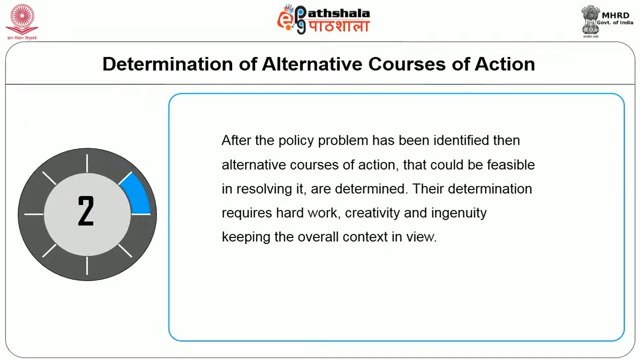 Pathshala
पाठशाला
MHRD
Govt. of India
Determination of Alternative Courses of Action
2
After the policy problem has been identified then
alternative courses of action, that could be feasible
in resolving it, are determined. Their determination
requires hard work, creativity and ingenuity
keeping the overall context in view.